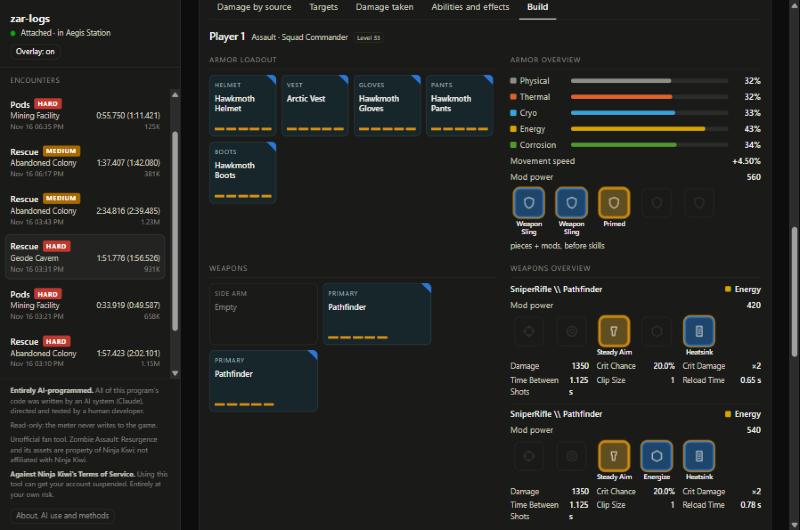 zar-logs
Attached · in Aegis Station
Overlay: on
ENCOUNTERS
Pods HARD
Mining Facility 0:55.750 (1:11.421)
Nov 16 06:35 PM 125K
Rescue MEDIUM
Abandoned Colony 1:37.407 (1:42.080)
Nov 16 06:17 PM 381K
Rescue MEDIUM
Abandoned Colony 2:34.816 (2:39.485)
Nov 16 03:43 PM 1.23M
Rescue HARD
Geode Cavern 1:51.776 (1:56.526)
Nov 16 03:31 PM 931K
Pods HARD
Mining Facility 0:33.919 (0:49.587)
Nov 16 03:21 PM 658K
Rescue HARD
Abandoned Colony 1:57.423 (2:02.101)
Nov 16 03:10 PM 1.15M
Entirely AI-programmed. All of this program's
code was written by an AI system (Claude),
directed and tested by a human developer.
Read-only: the meter never writes to the game.
Unofficial fan tool. Zombie Assault: Resurgence
and its assets are property of Ninja Kiwi; not
affiliated with Ninja Kiwi.
Against Ninja Kiwi's Terms of Service. Using this
tool can get your account suspended. Entirely at
your own risk.
About, AI use and methods
Damage by source Targets Damage taken Abilities and effects Build
Player 1 Assault · Squad Commander Level 53
ARMOR LOADOUT
HELMET
Hawkmoth
Helmet
VEST
Arctic Vest
GLOVES
Hawkmoth
Gloves
PANTS
Hawkmoth
Pants
BOOTS
Hawkmoth
Boots
ARMOR OVERVIEW
Physical 32%
Thermal 32%
Cryo 33%
Energy 43%
Corrosion 34%
Movement speed +4.50%
Mod power 560
Weapon
Sling
Weapon
Sling
Primed
pieces + mods, before skills
WEAPONS
SIDE ARM
Empty
PRIMARY
Pathfinder
PRIMARY
Pathfinder
WEAPONS OVERVIEW
SniperRifle \\ Pathfinder Energy
Mod power 420
Steady Aim Heatsink
Damage 1350 Crit Chance 20.0% Crit Damage ×2
Time Between 1.125 Clip Size 1 Reload Time 0.65 s
Shots s
SniperRifle \\ Pathfinder Energy
Mod power 540
Steady Aim Energize Heatsink
Damage 1350 Crit Chance 20.0% Crit Damage ×2
Time Between 1.125 Clip Size 1 Reload Time 0.78 s
Shots s